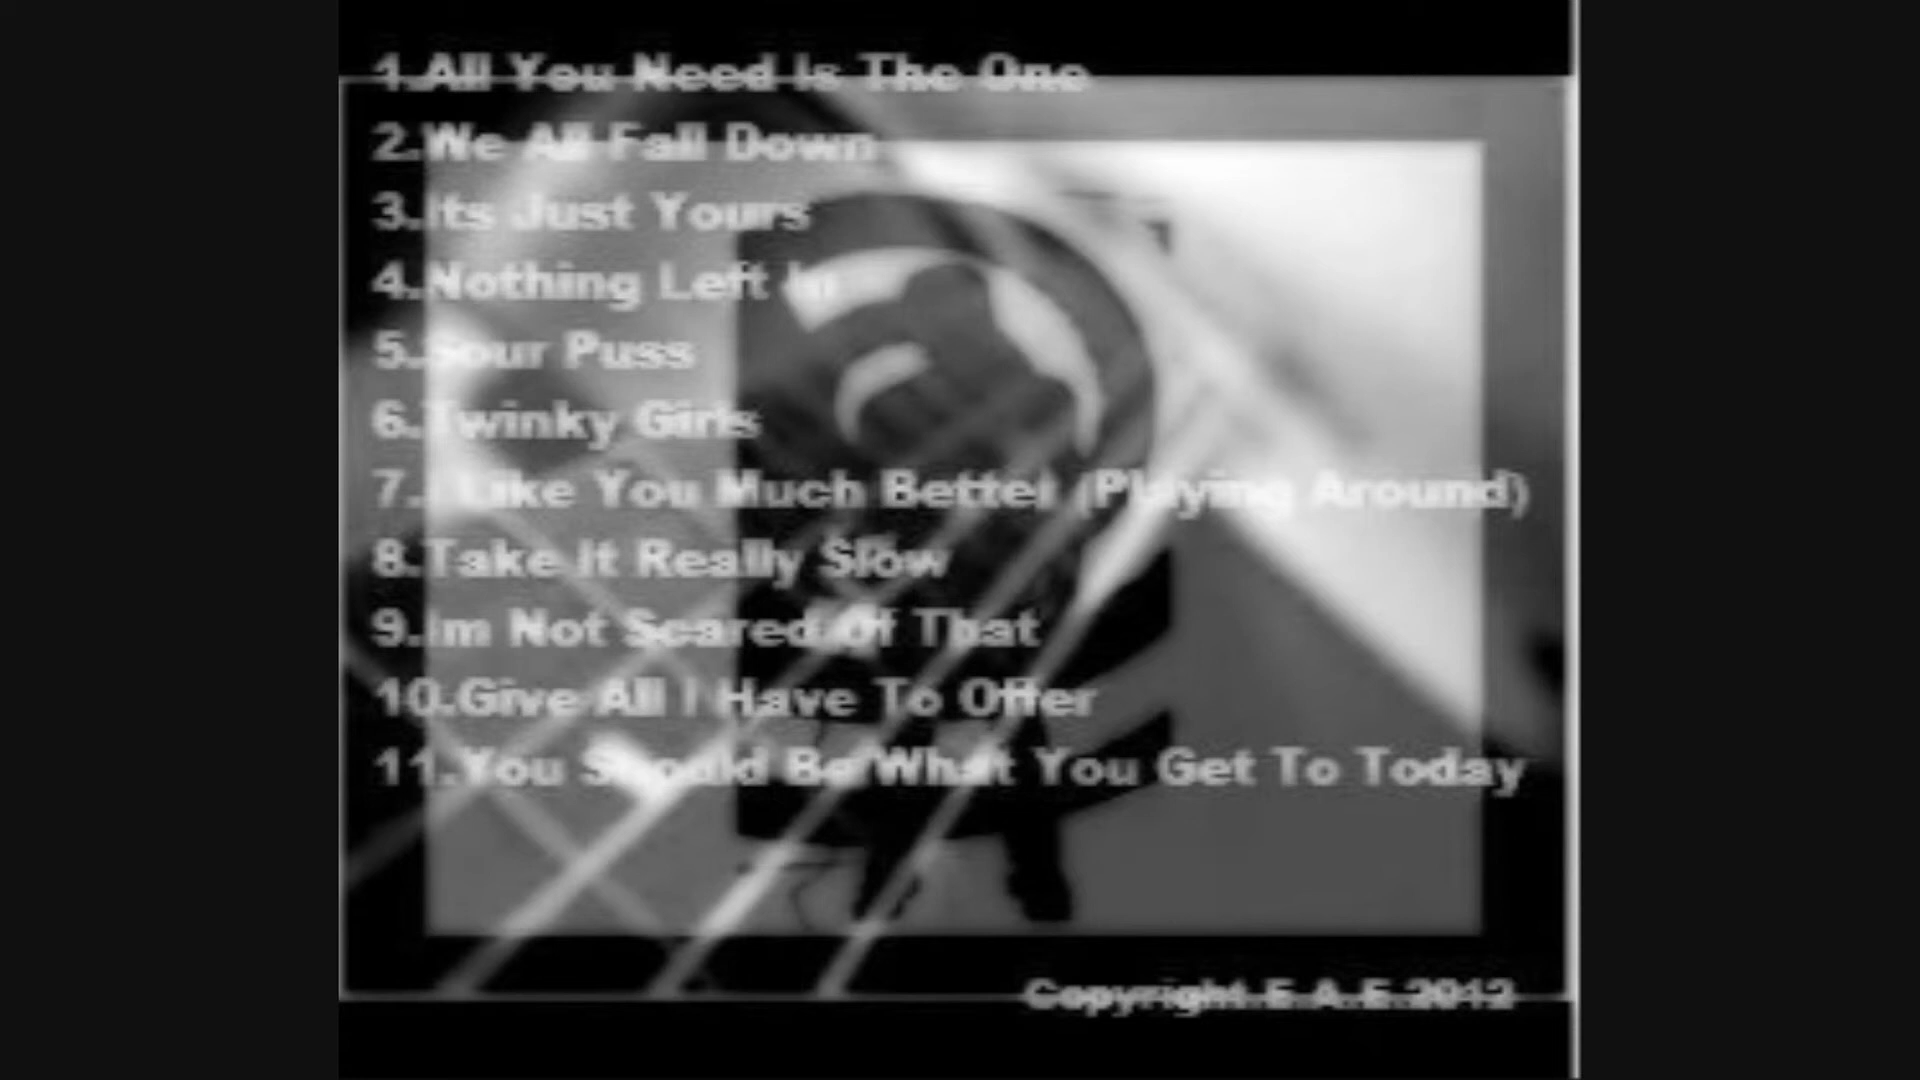 1.All You Need Is The One
2.We All Fall Down
3.Its Just Yours
4.Nothing Left In
5.Sour Puss
6.Twinky Girls
7.I Like You Much Better (Playing Around)
8.Take It Really Slow
9.Im Not Scared Of That
10.Give All I Have To Offer
11.You Should Be What You Get To Today
Copyright.E.A.E.2012